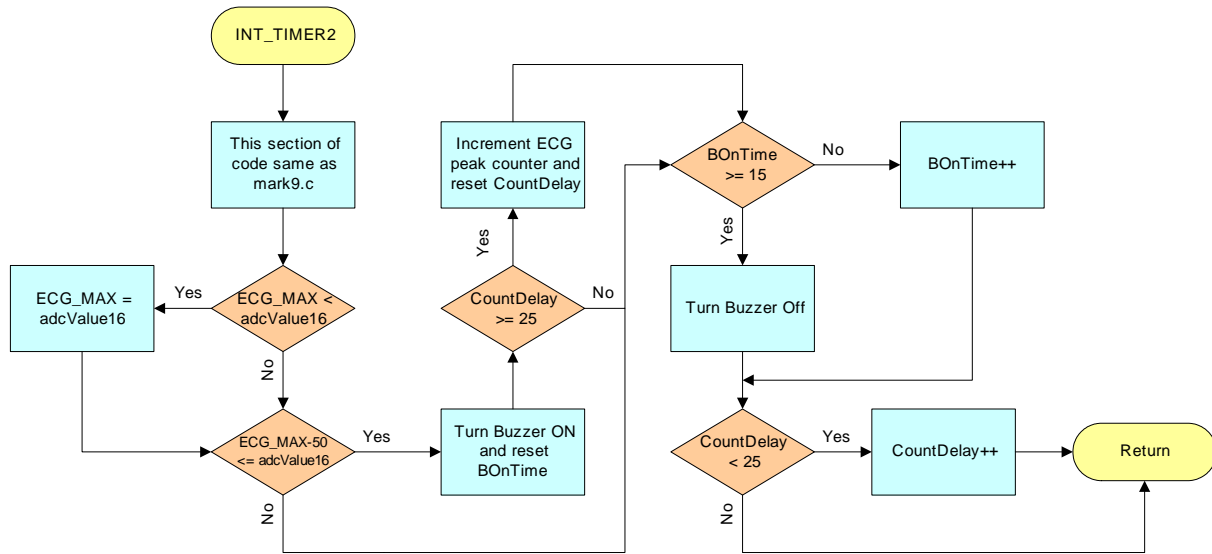 INT_TIMER2
This section of
code same as
mark9.c
ECG_MAX <
adcValue16
Yes
ECG_MAX =
adcValue16
No
ECG_MAX-50
<= adcValue16
Yes
No
Turn Buzzer ON
and reset
BOnTime
CountDelay
>= 25
Yes
No
Increment ECG
peak counter and
reset CountDelay
BOnTime
>= 15
No
BOnTime++
Yes
Turn Buzzer Off
CountDelay
< 25
Yes
CountDelay++
No
Return